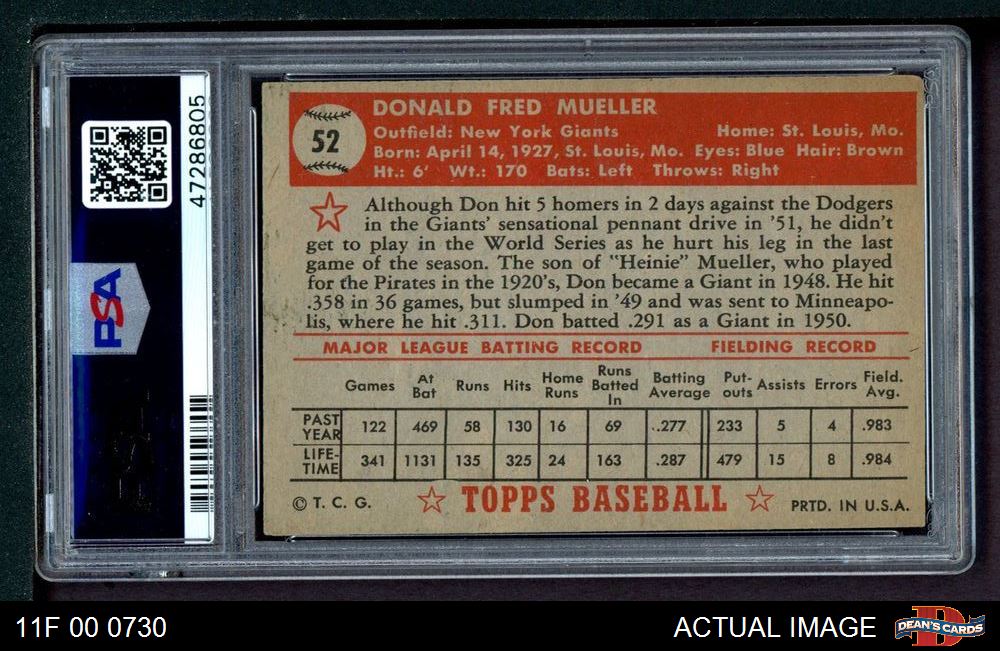 47286805
PSA
52
DONALD FRED MUELLER
Outfield: New York Giants Home: St. Louis, Mo.
Born: April 14, 1927, St. Louis, Mo. Eyes: Blue Hair: Brown
Ht.: 6' Wt.: 170 Bats: Left Throws: Right
Although Don hit 5 homers in 2 days against the Dodgers
in the Giants' sensational pennant drive in '51, he didn't
get to play in the World Series as he hurt his leg in the last
game of the season. The son of "Heinie" Mueller, who played
for the Pirates in the 1920's, Don became a Giant in 1948. He hit
.358 in 36 games, but slumped in '49 and was sent to Minneapo-
lis, where he hit .311. Don batted .291 as a Giant in 1950.
MAJOR LEAGUE BATTING RECORD FIELDING RECORD
Games At Bat Runs Hits Home Runs Runs Batted In Batting Average Put-outs Assists Errors Field. Avg.
PAST YEAR 122 469 58 130 16 69 .277 233 5 4 .983
LIFE-TIME 341 1131 135 325 24 163 .287 479 15 8 .984
© T. C. G. TOPPS BASEBALL PRTD. IN U.S.A.
11F 00 0730 ACTUAL IMAGE D DEAN'S CARDS